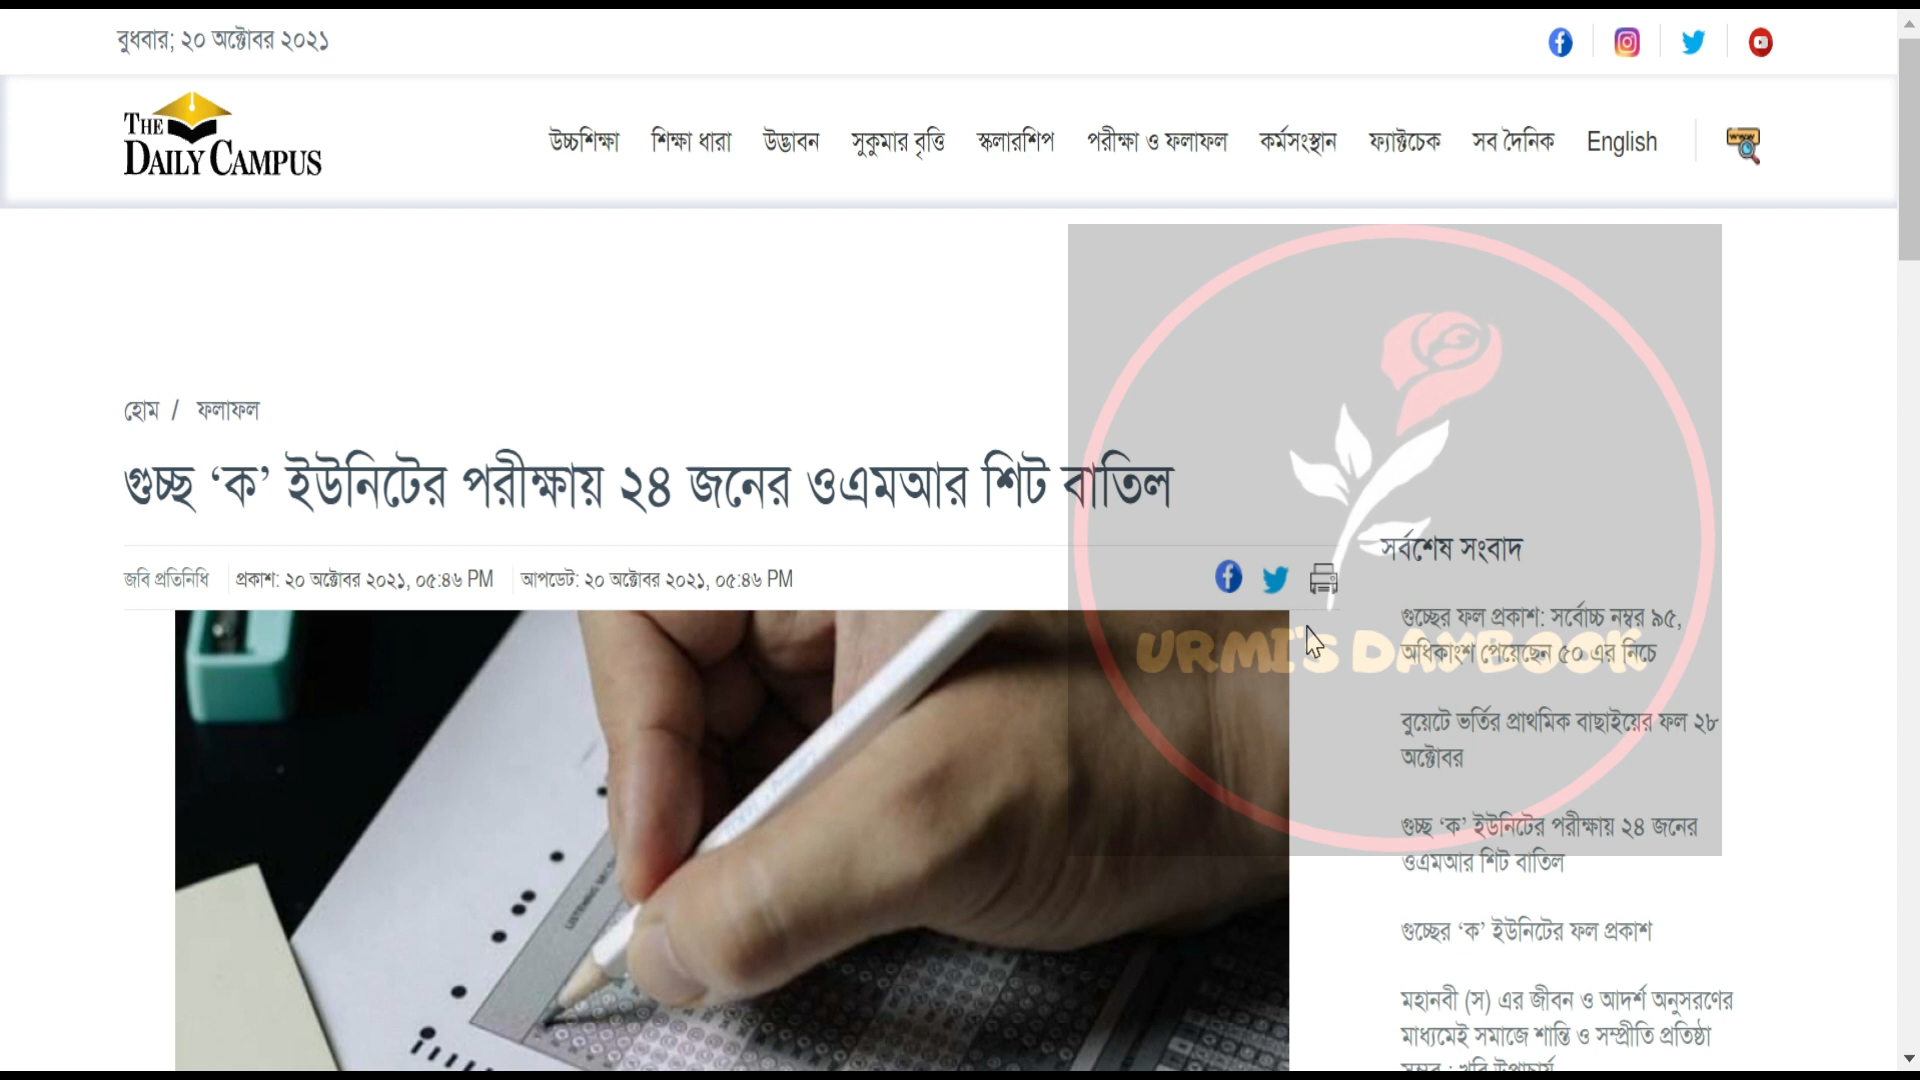 বুধবার; ২০ অক্টোবর ২০২১
THE
DAILY CAMPUS
উচ্চশিক্ষা শিক্ষা ধারা উদ্ভাবন সুকুমার বৃত্তি স্কলারশিপ পরীক্ষা ও ফলাফল কর্মসংস্থান ফ্যাক্টচেক সব দৈনিক English
হোম / ফলাফল
গুচ্ছ ‘ক’ ইউনিটের পরীক্ষায় ২৪ জনের ওএমআর শিট বাতিল
জবি প্রতিনিধি প্রকাশ: ২০ অক্টোবর ২০২১, ০৫:৪৬ PM আপডেট: ২০ অক্টোবর ২০২১, ০৫:৪৬ PM
সর্বশেষ সংবাদ
গুচ্ছের ফল প্রকাশ: সর্বোচ্চ নম্বর ৯৫,
অধিকাংশ পেয়েছেন ৫০ এর নিচে
URMI'S DAYBOOK
বুয়েটে ভর্তির প্রাথমিক বাছাইয়ের ফল ২৮
অক্টোবর
গুচ্ছ ‘ক’ ইউনিটের পরীক্ষায় ২৪ জনের
ওএমআর শিট বাতিল
গুচ্ছের ‘ক’ ইউনিটের ফল প্রকাশ
মহানবী (স) এর জীবন ও আদর্শ অনুসরণের
মাধ্যমেই সমাজে শান্তি ও সম্প্রীতি প্রতিষ্ঠা